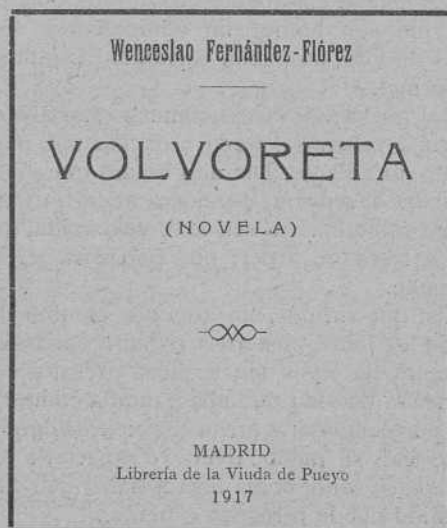 Wenceslao Fernández-Flórez
VOLVORETA
(NOVELA)
MADRID
Librería de la Viuda de Pueyo
1917